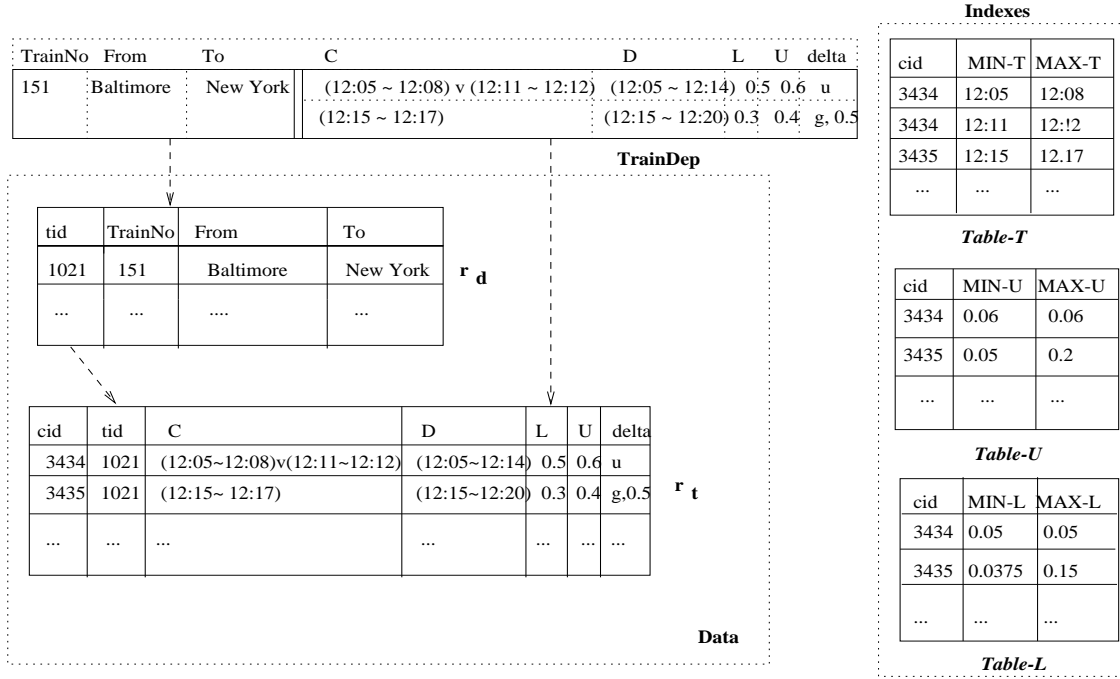 Indexes
TrainNo From To C D L U delta
151 Baltimore New York (12:05 ~ 12:08) v (12:11 ~ 12:12) (12:05 ~ 12:14) 0.5 0.6 u
(12:15 ~ 12:17) (12:15 ~ 12:20) 0.3 0.4 g, 0.5
TrainDep
tid TrainNo From To
1021 151 Baltimore New York
... ... .... ...
r d
cid tid C D L U delta
3434 1021 (12:05~12:08)v(12:11~12:12) (12:05~12:14) 0.5 0.6 u
3435 1021 (12:15~ 12:17) (12:15~12:20) 0.3 0.4 g,0.5
... ... ... ... ... ... ...
r t
Data
cid MIN-T MAX-T
3434 12:05 12:08
3434 12:11 12:!2
3435 12:15 12.17
... ... ...
Table-T
cid MIN-U MAX-U
3434 0.06 0.06
3435 0.05 0.2
... ... ...
Table-U
cid MIN-L MAX-L
3434 0.05 0.05
3435 0.0375 0.15
... ... ...
Table-L